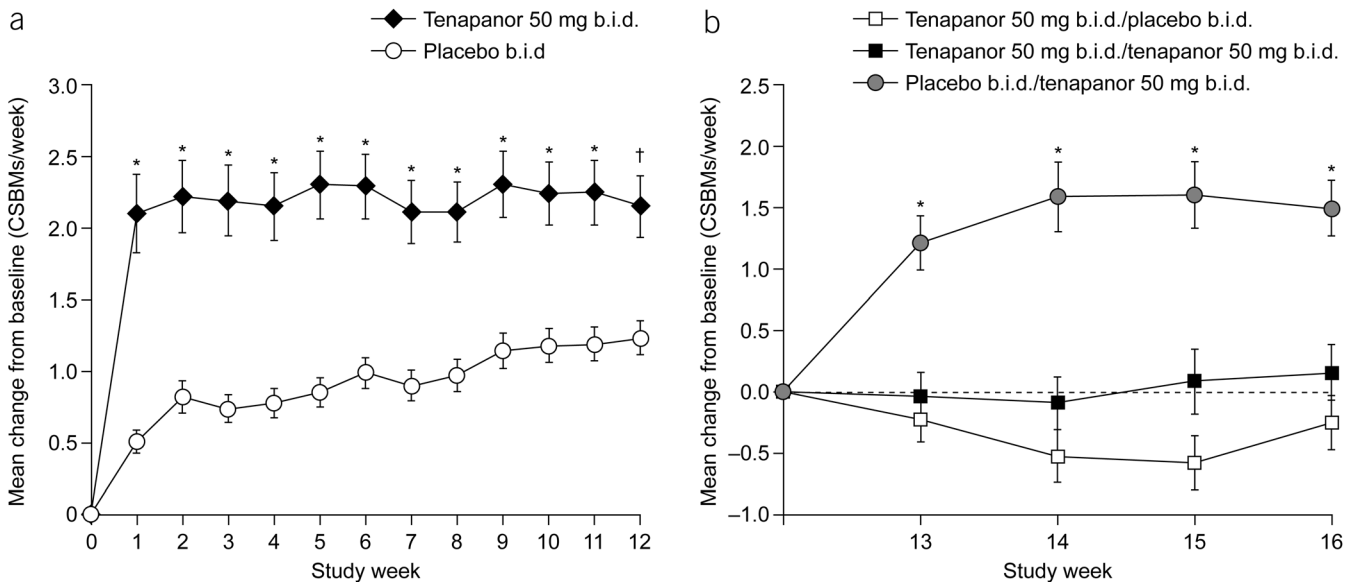 a
Tenapanor 50 mg b.i.d.
Placebo b.i.d
Mean change from baseline (CSBMs/week)
3.0
2.5
2.0
1.5
1.0
0.5
0
* * * * * * * * * * * †
0 1 2 3 4 5 6 7 8 9 10 11 12
Study week
b
Tenapanor 50 mg b.i.d./placebo b.i.d.
Tenapanor 50 mg b.i.d./tenapanor 50 mg b.i.d.
Placebo b.i.d./tenapanor 50 mg b.i.d.
Mean change from baseline (CSBMs/week)
2.5
2.0
1.5
1.0
0.5
0.0
–0.5
–1.0
* * * *
13 14 15 16
Study week